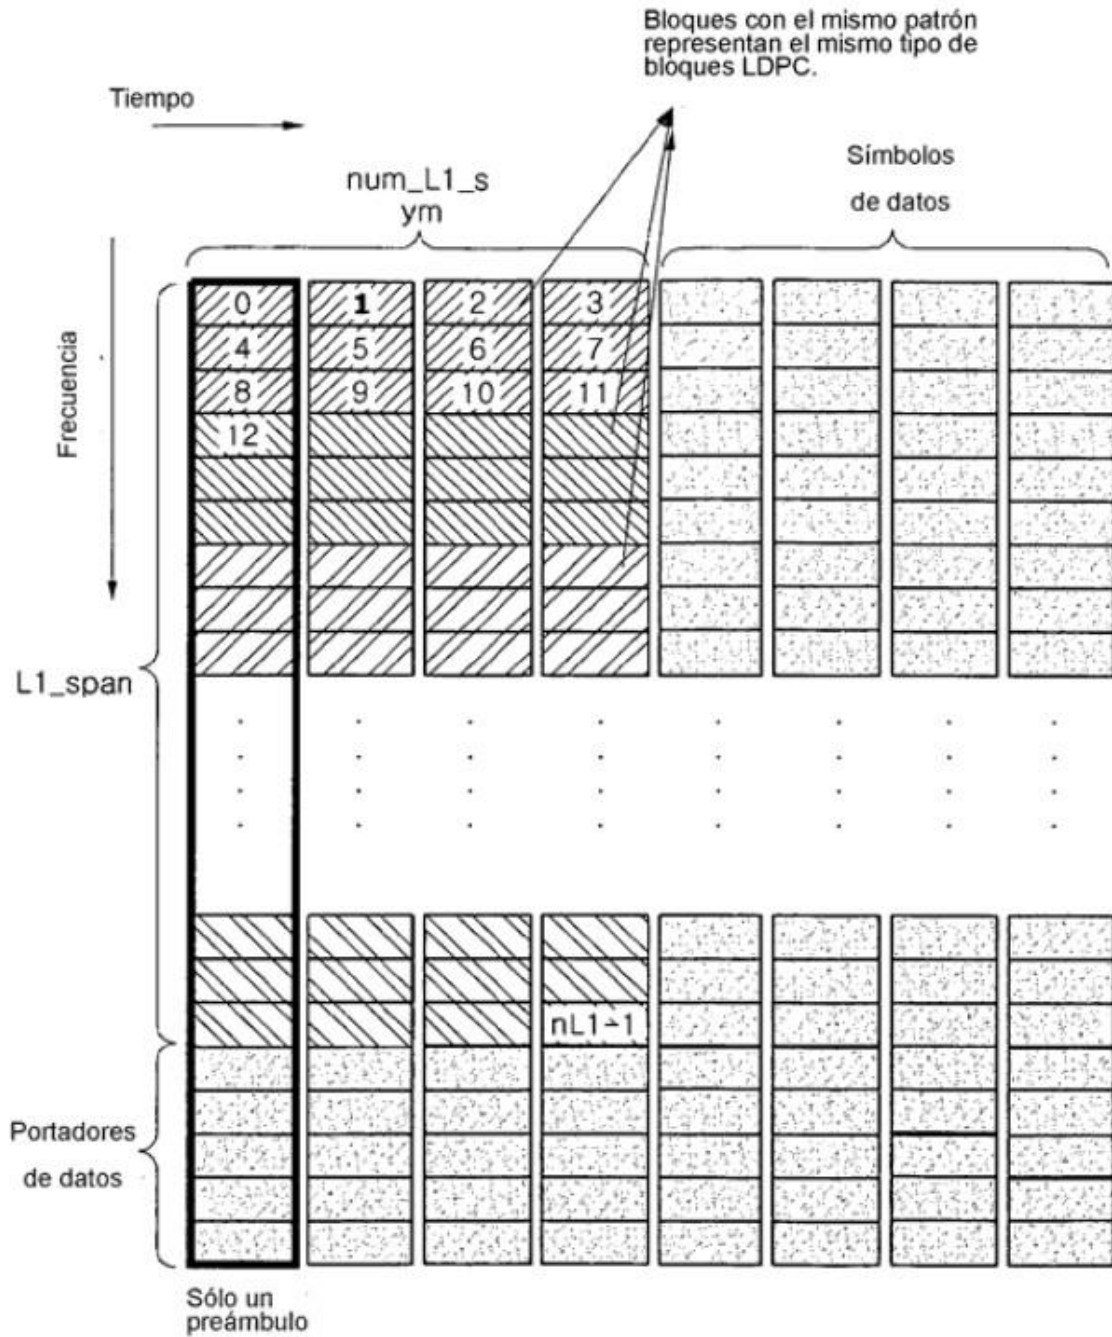 Bloques con el mismo patrón
representan el mismo tipo de
bloques LDPC.
Tiempo
Símbolos
de datos
num_L1_s
ym
Frecuencia
0 1 2 3
4 5 6 7
8 9 10 11
12
L1_span
nL1-1
Portadores
de datos
Sólo un
preámbulo